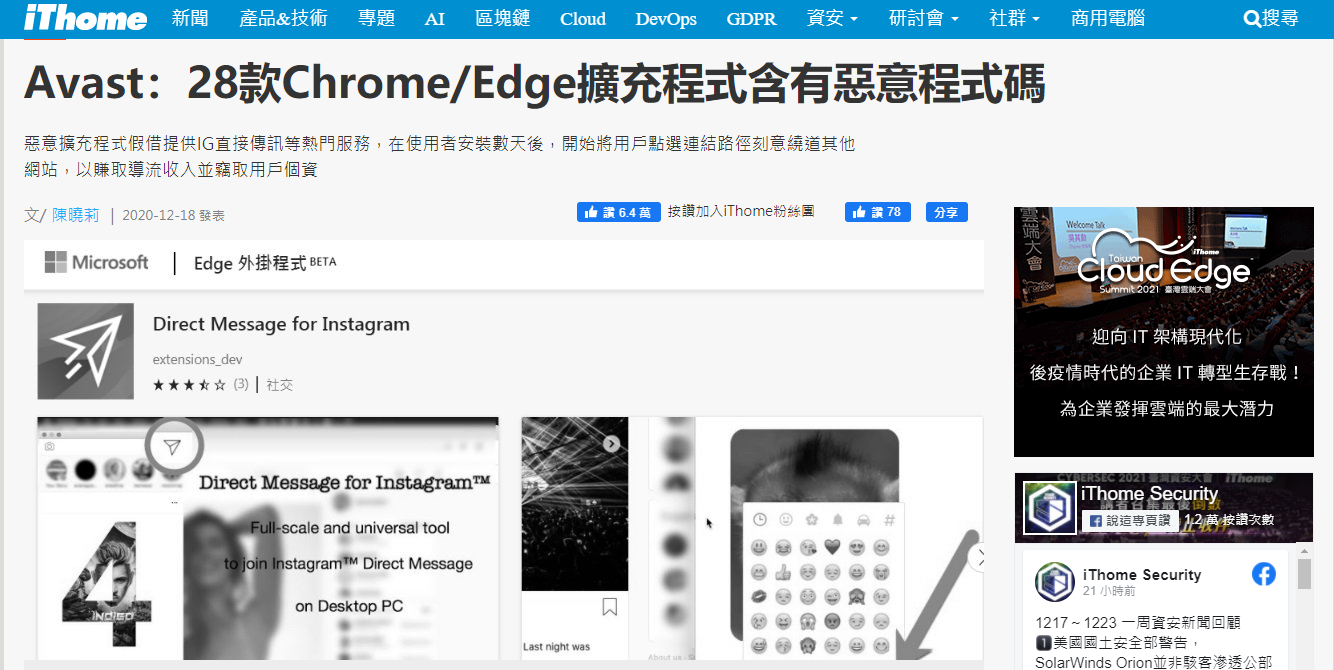 iThome 新聞 產品&技術 專題 AI 區塊鏈 Cloud DevOps GDPR 資安 研討會 社群 商用電腦 搜尋
Avast：28款Chrome/Edge擴充程式含有惡意程式碼
惡意擴充程式假借提供IG直接傳訊等熱門服務，在使用者安裝數天後，開始將用戶點選連結路徑刻意繞道其他
網站，以賺取導流收入並竊取用戶個資
文/ 陳曉莉 | 2020-12-18 發表
讚 6.4 萬 按讚加入iThome粉絲團 讚 78 分享
Microsoft | Edge 外掛程式 BETA
Direct Message for Instagram
extensions_dev
(3) | 社交
Direct Message for Instagram™
Full-scale and universal tool
to join Instagram™ Direct Message
on Desktop PC
4
INDIED
Last night was
雲端大會
Welcome Talk
iThome
Taiwan
Cloud Edge
Summit 2021 臺灣雲端大會
迎向 IT 架構現代化
後疫情時代的企業 IT 轉型生存戰！
為企業發揮雲端的最大潛力
CYBERSEC 2021 臺灣資安大會 iThome
iThome Security
說這專頁讚 1.2 萬 按讚次數
iThome Security
21 小時前
1217～1223 一周資安新聞回顧
1美國國土安全部警告，
SolarWinds Orion並非駭客滲透公部